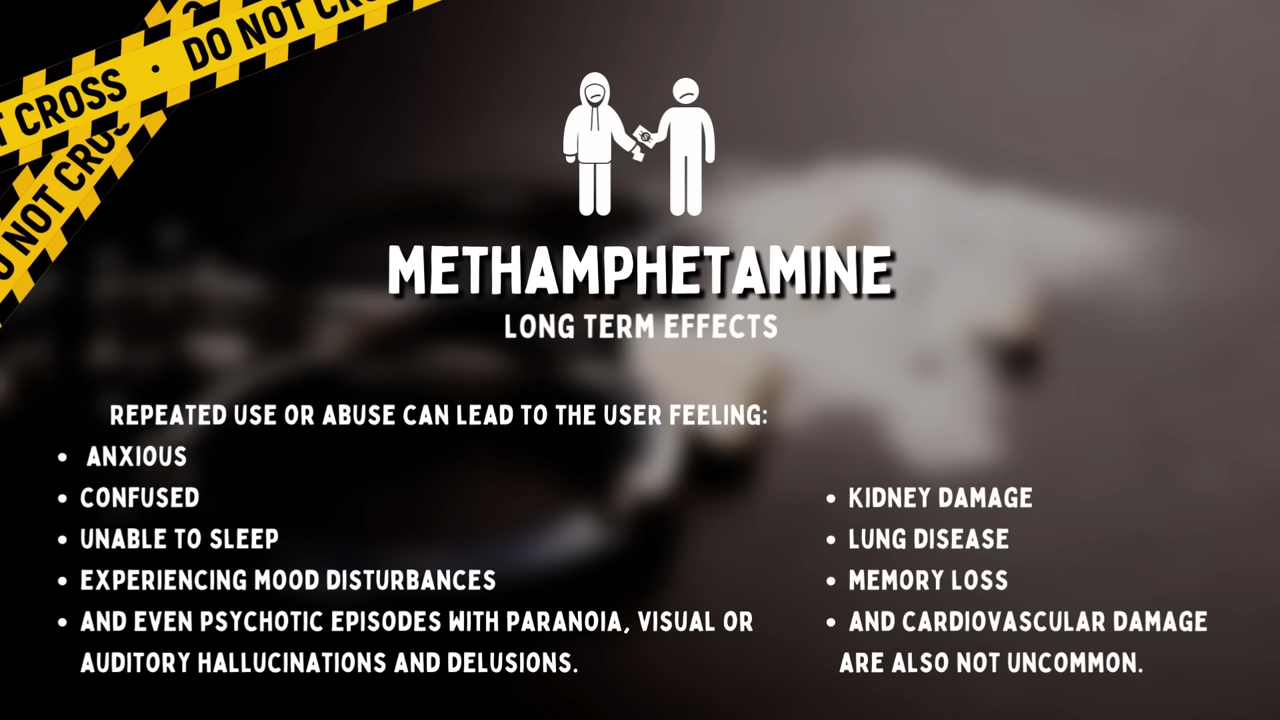 T CROSS • DO NOT CRO
O NOT CROS
METHAMPHETAMINE
LONG TERM EFFECTS
REPEATED USE OR ABUSE CAN LEAD TO THE USER FEELING:
• ANXIOUS
• CONFUSED
• UNABLE TO SLEEP
• EXPERIENCING MOOD DISTURBANCES
• AND EVEN PSYCHOTIC EPISODES WITH PARANOIA, VISUAL OR
AUDITORY HALLUCINATIONS AND DELUSIONS.
• KIDNEY DAMAGE
• LUNG DISEASE
• MEMORY LOSS
• AND CARDIOVASCULAR DAMAGE
ARE ALSO NOT UNCOMMON.